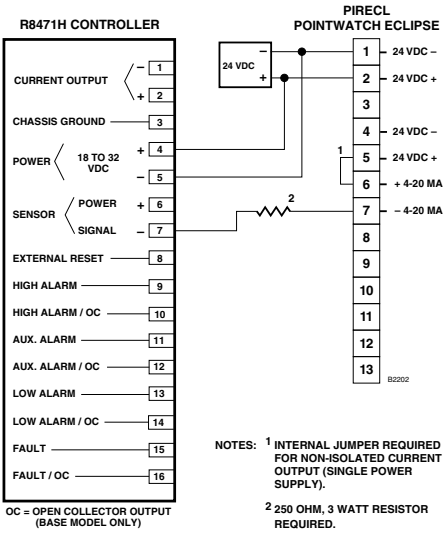 R8471H CONTROLLER
PIRECL
POINTWATCH ECLIPSE
CURRENT OUTPUT
– 1
+ 2
CHASSIS GROUND 3
POWER 18 TO 32
VDC
+ 4
– 5
SENSOR
POWER + 6
SIGNAL – 7
EXTERNAL RESET 8
HIGH ALARM 9
HIGH ALARM / OC 10
AUX. ALARM 11
AUX. ALARM / OC 12
LOW ALARM 13
LOW ALARM / OC 14
FAULT 15
FAULT / OC 16
OC = OPEN COLLECTOR OUTPUT
(BASE MODEL ONLY)
24 VDC
–
+
1
2
1 24 VDC –
2 24 VDC +
3
4 24 VDC –
5 24 VDC +
6 + 4-20 MA
7 – 4-20 MA
8
9
10
11
12
13
B2202
NOTES: 1 INTERNAL JUMPER REQUIRED
FOR NON-ISOLATED CURRENT
OUTPUT (SINGLE POWER
SUPPLY).
2 250 OHM, 3 WATT RESISTOR
REQUIRED.